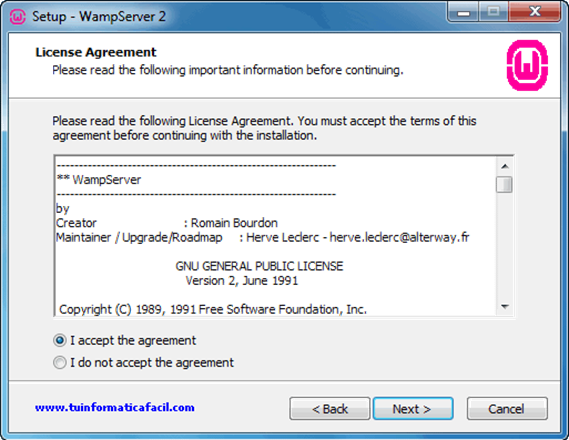 Setup - WampServer 2
License Agreement
Please read the following important information before continuing.
Please read the following License Agreement. You must accept the terms of this
agreement before continuing with the installation.
------------------------------------------------------------
** WampServer
------------------------------------------------------------
by
Creator : Romain Bourdon
Maintainer / Upgrade/Roadmap : Herve Leclerc - herve.leclerc@alterway.fr
GNU GENERAL PUBLIC LICENSE
Version 2, June 1991
Copyright (C) 1989, 1991 Free Software Foundation, Inc.
I accept the agreement
I do not accept the agreement
www.tuinformaticafacil.com
< Back Next > Cancel